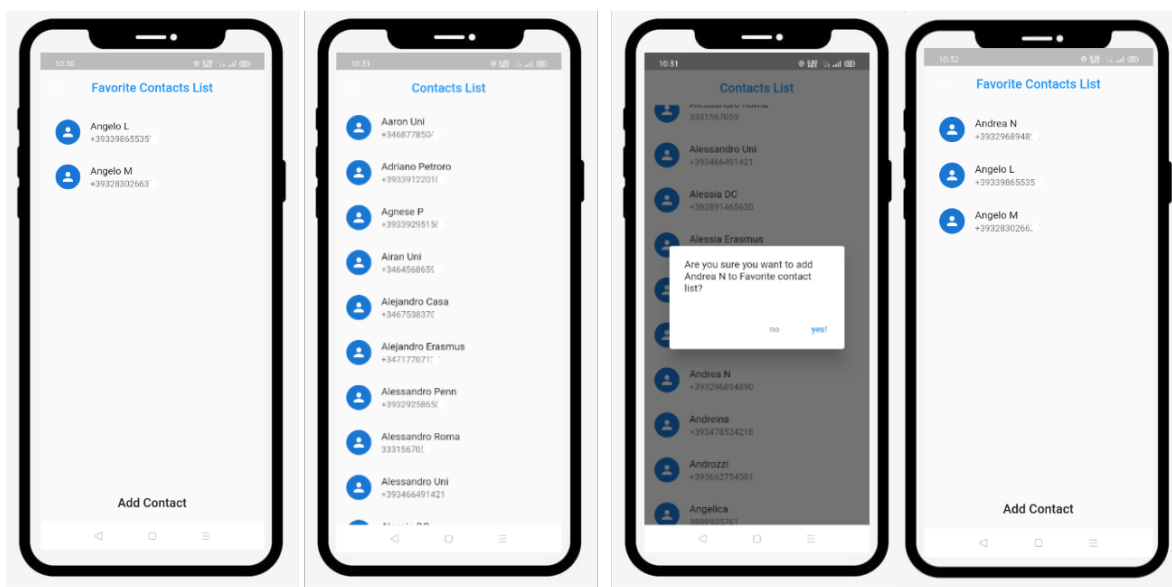 10:30
Favorite Contacts List
Angelo L
Angelo M
Add Contact
10:31
Contacts List
Aaron Uni
Adriano Petroro
Agnese P
Airan Uni
Alejandro Casa
Alejandro Erasmus
Alessandro Penn
Alessandro Roma
Alessandro Uni
+393466491421
10:31
Contacts List
Alessandro Roma
3331567059
Alessandro Uni
+393466491421
Alessia DC
+393891465630
Alessia Erasmus
Are you sure you want to add
Andrea N to Favorite contact
list?
no yes!
Andrea N
+393296894890
Andreina
+393478534218
Androzzi
+393662754501
Angelica
3888905761
10:32
Favorite Contacts List
Andrea N
Angelo L
Angelo M
Add Contact